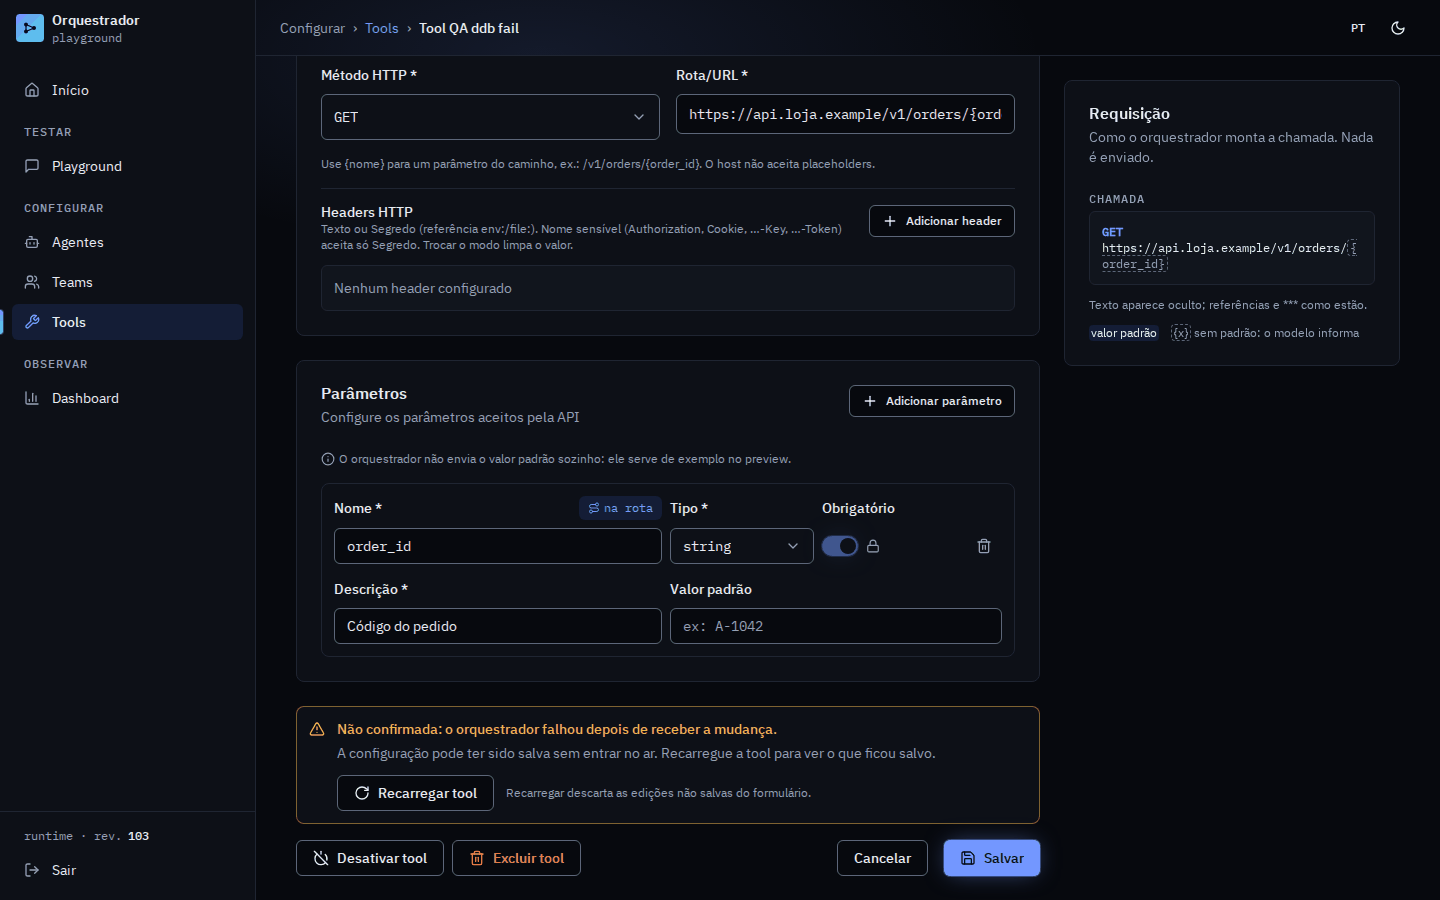 Orquestrador
playground
Início
TESTAR
Playground
CONFIGURAR
Agentes
Teams
Tools
OBSERVAR
Dashboard
runtime · rev. 103
Sair
Configurar › Tools › Tool QA ddb fail
PT
Método HTTP *
Rota/URL *
GET
https://api.loja.example/v1/orders/{ord
Use {nome} para um parâmetro do caminho, ex.: /v1/orders/{order_id}. O host não aceita placeholders.
Headers HTTP
Texto ou Segredo (referência env:/file:). Nome sensível (Authorization, Cookie, …-Key, …-Token)
aceita só Segredo. Trocar o modo limpa o valor.
Adicionar header
Nenhum header configurado
Parâmetros
Configure os parâmetros aceitos pela API
Adicionar parâmetro
O orquestrador não envia o valor padrão sozinho: ele serve de exemplo no preview.
Nome *
na rota
Tipo *
Obrigatório
order_id
string
Descrição *
Valor padrão
Código do pedido
ex: A-1042
Não confirmada: o orquestrador falhou depois de receber a mudança.
A configuração pode ter sido salva sem entrar no ar. Recarregue a tool para ver o que ficou salvo.
Recarregar tool
Recarregar descarta as edições não salvas do formulário.
Desativar tool
Excluir tool
Cancelar
Salvar
Requisição
Como o orquestrador monta a chamada. Nada
é enviado.
CHAMADA
GET
https://api.loja.example/v1/orders/{
order_id}
Texto aparece oculto; referências e *** como estão.
valor padrão {x} sem padrão: o modelo informa